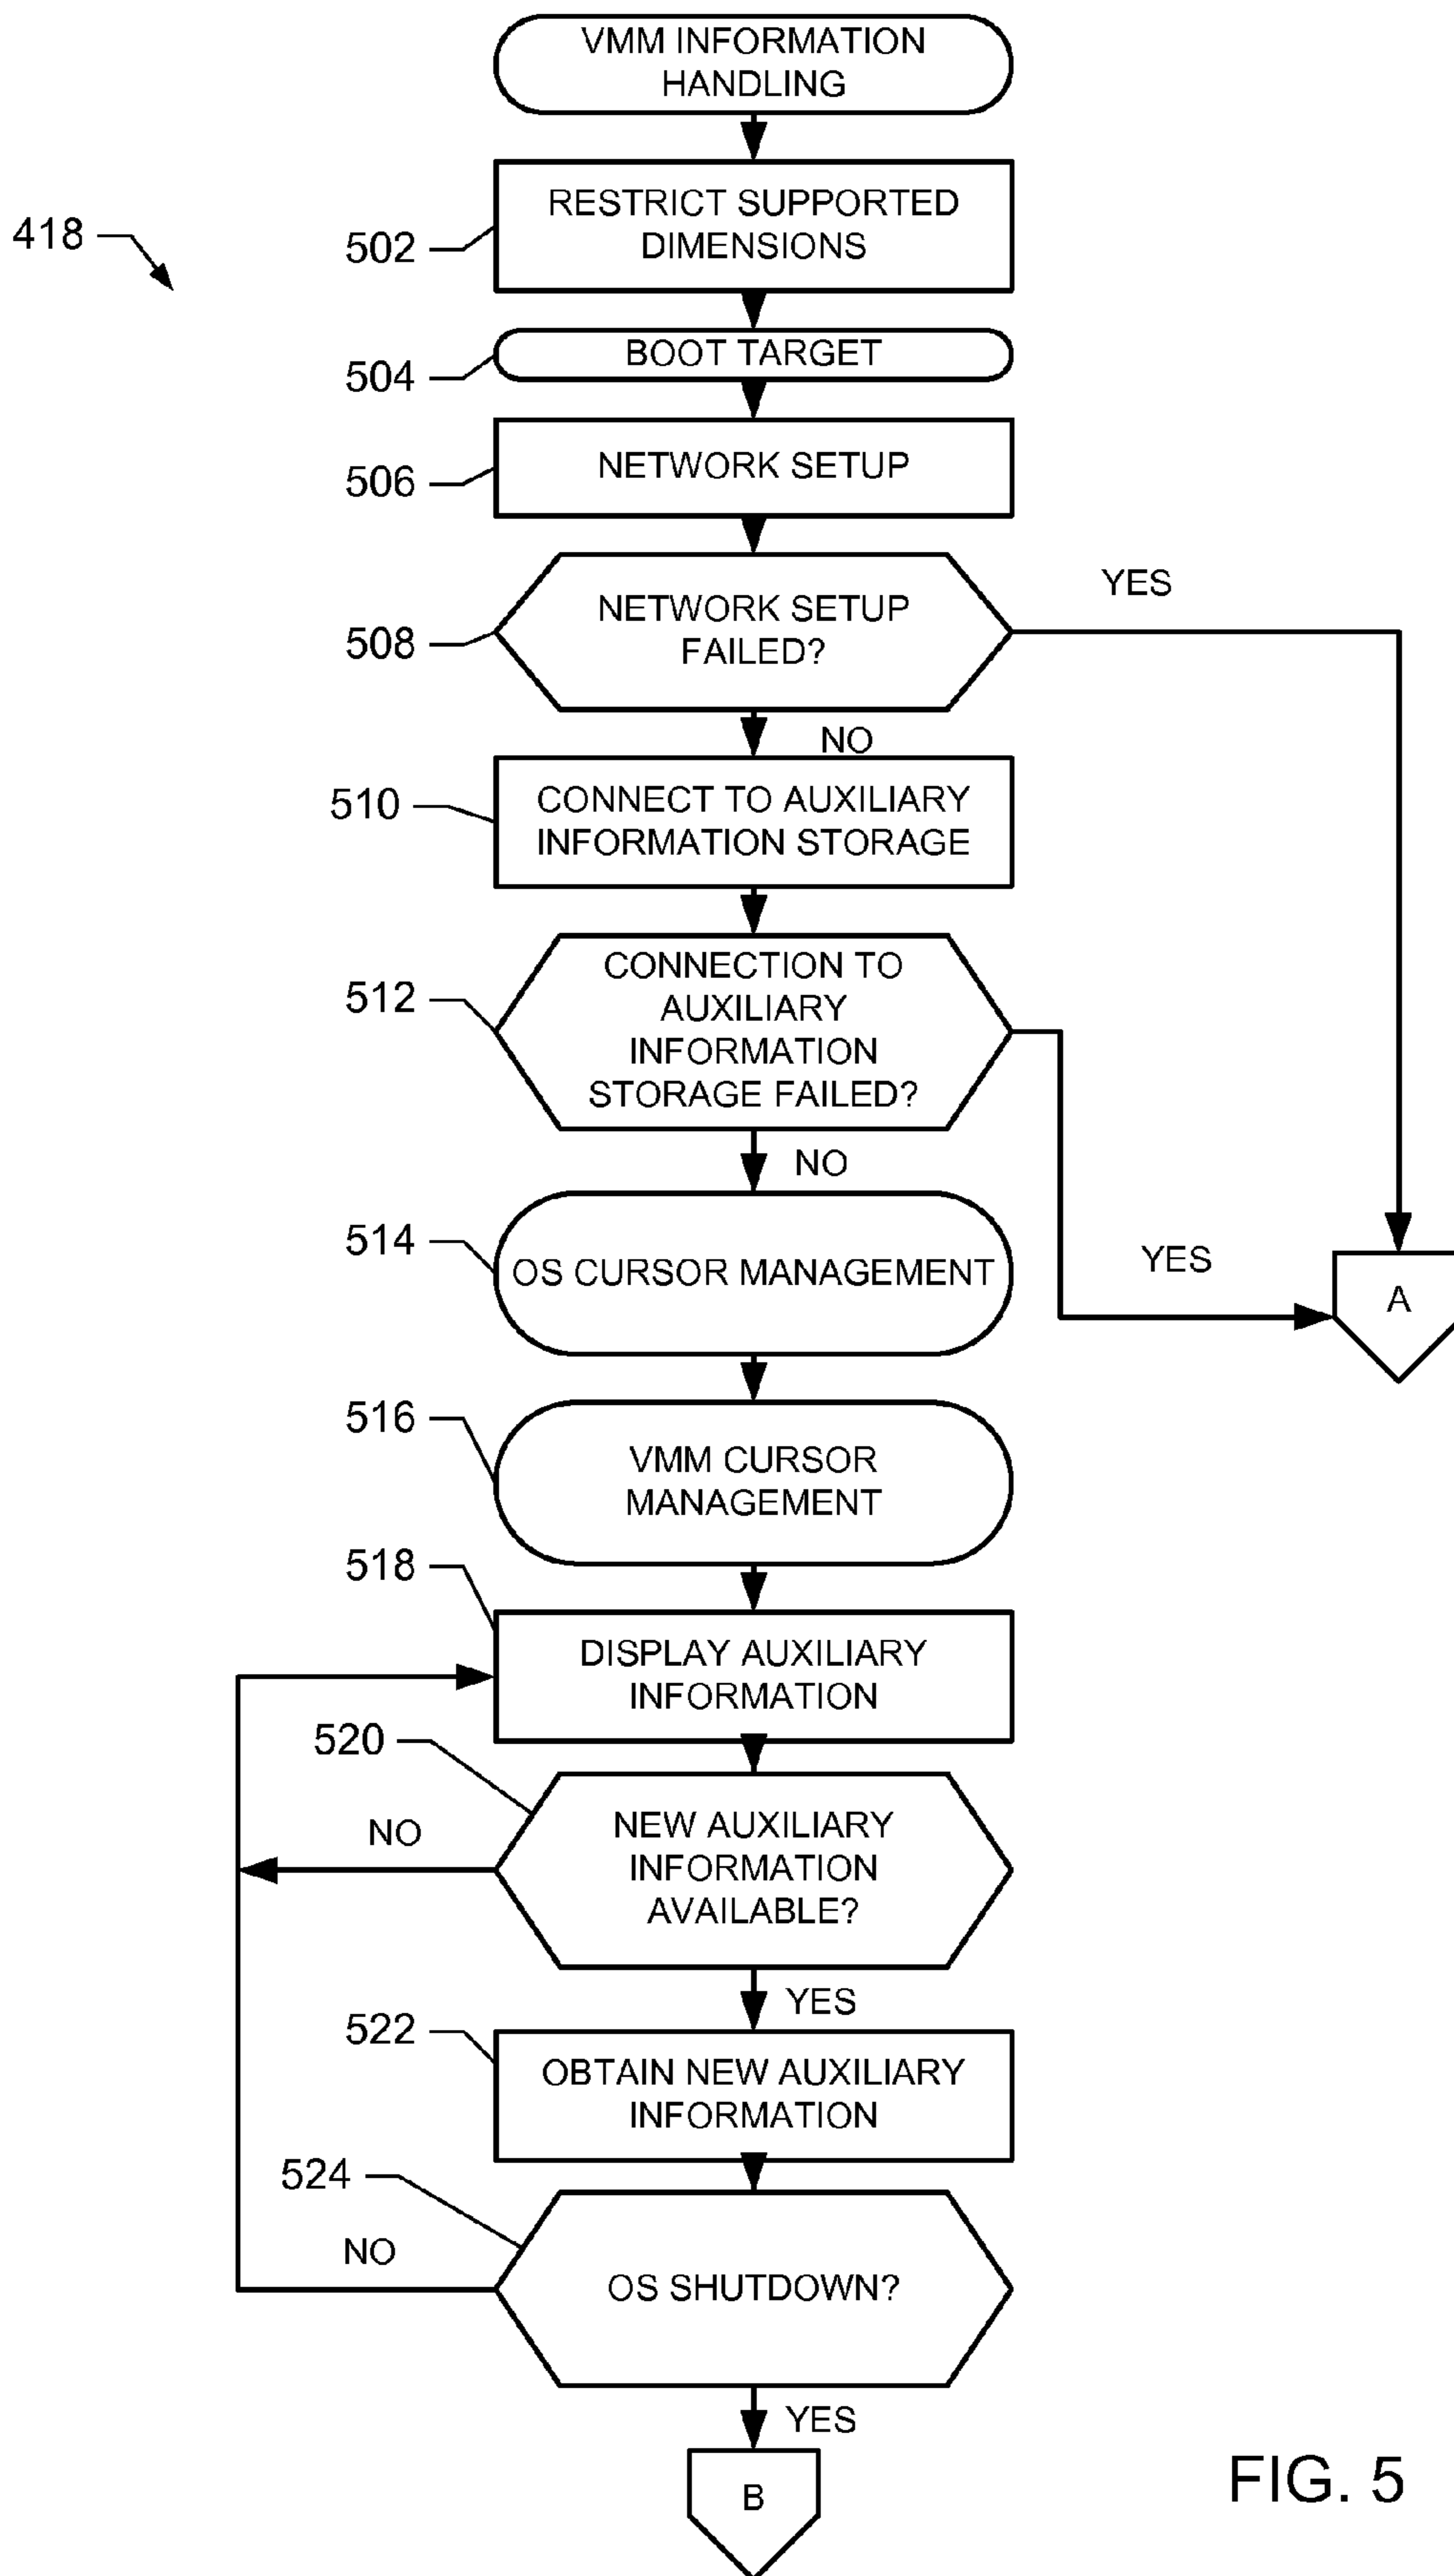 VMM INFORMATION
HANDLING
418
502
RESTRICT SUPPORTED
DIMENSIONS
504
BOOT TARGET
506
NETWORK SETUP
508
NETWORK SETUP
FAILED?
YES
NO
510
CONNECT TO AUXILIARY
INFORMATION STORAGE
512
CONNECTION TO
AUXILIARY
INFORMATION
STORAGE FAILED?
NO
YES
A
514
OS CURSOR MANAGEMENT
516
VMM CURSOR
MANAGEMENT
518
DISPLAY AUXILIARY
INFORMATION
520
NO
NEW AUXILIARY
INFORMATION
AVAILABLE?
YES
522
OBTAIN NEW AUXILIARY
INFORMATION
524
NO
OS SHUTDOWN?
YES
B
FIG. 5